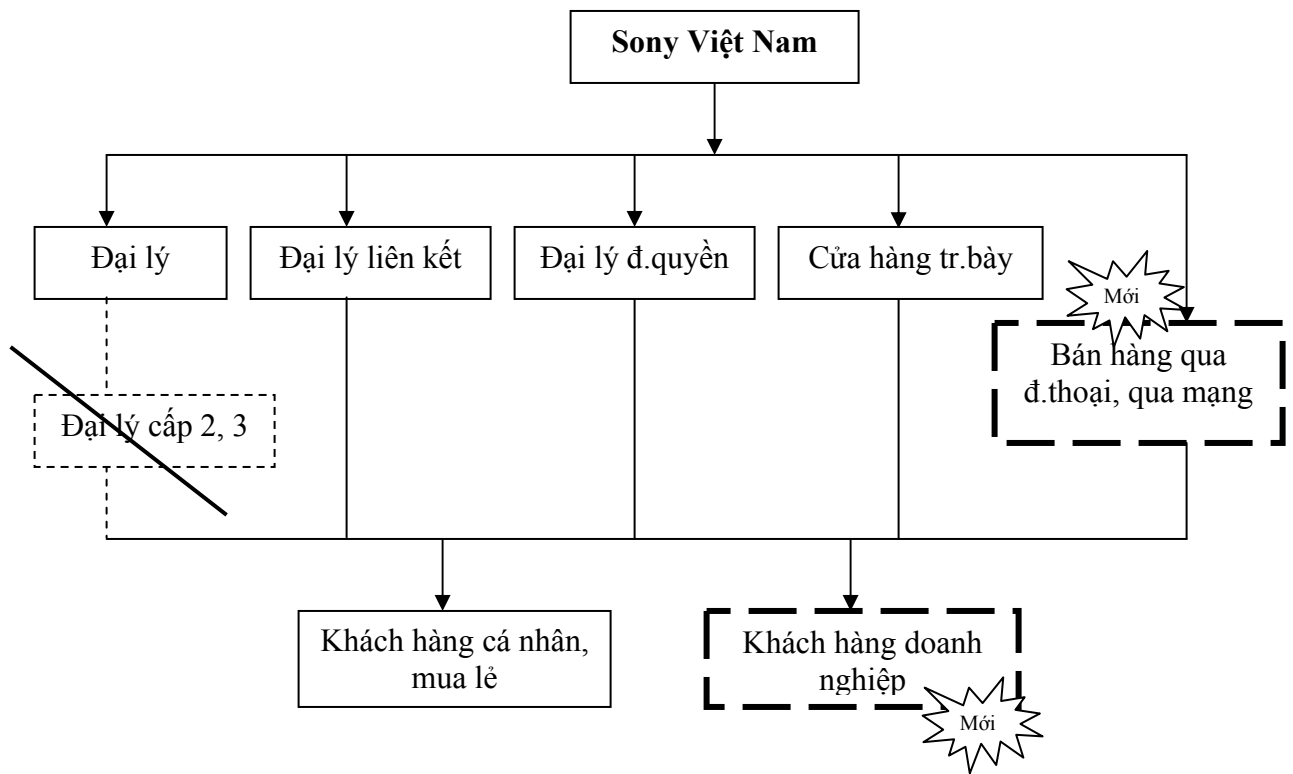 Sony Việt Nam
Đại lý
Đại lý liên kết
Đại lý đ.quyền
Cửa hàng tr.bày
Mới
Bán hàng qua
đ.thoại, qua mạng
Đại lý cấp 2, 3
Khách hàng cá nhân,
mua lẻ
Khách hàng doanh
nghiệp
Mới